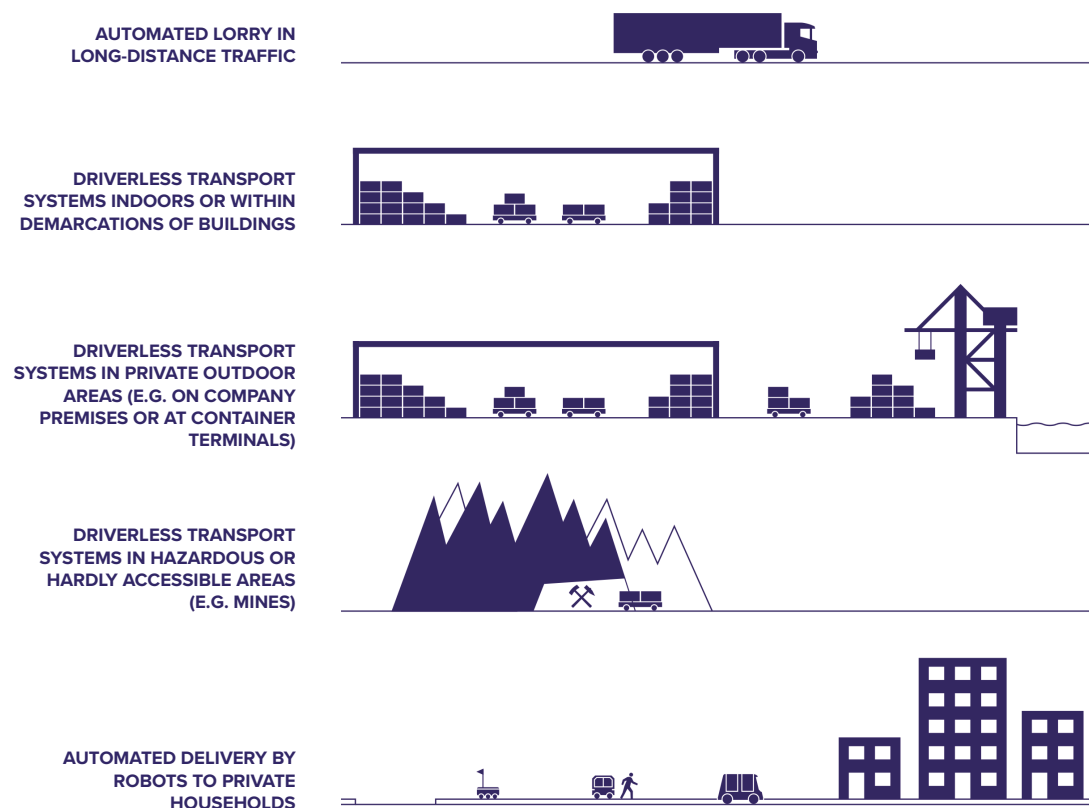 AUTOMATED LORRY IN
LONG-DISTANCE TRAFFIC
DRIVERLESS TRANSPORT
SYSTEMS INDOORS OR WITHIN
DEMARCATIONS OF BUILDINGS
DRIVERLESS TRANSPORT
SYSTEMS IN PRIVATE OUTDOOR
AREAS (E.G. ON COMPANY
PREMISES OR AT CONTAINER
TERMINALS)
DRIVERLESS TRANSPORT
SYSTEMS IN HAZARDOUS OR
HARDLY ACCESSIBLE AREAS
(E.G. MINES)
AUTOMATED DELIVERY BY
ROBOTS TO PRIVATE
HOUSEHOLDS